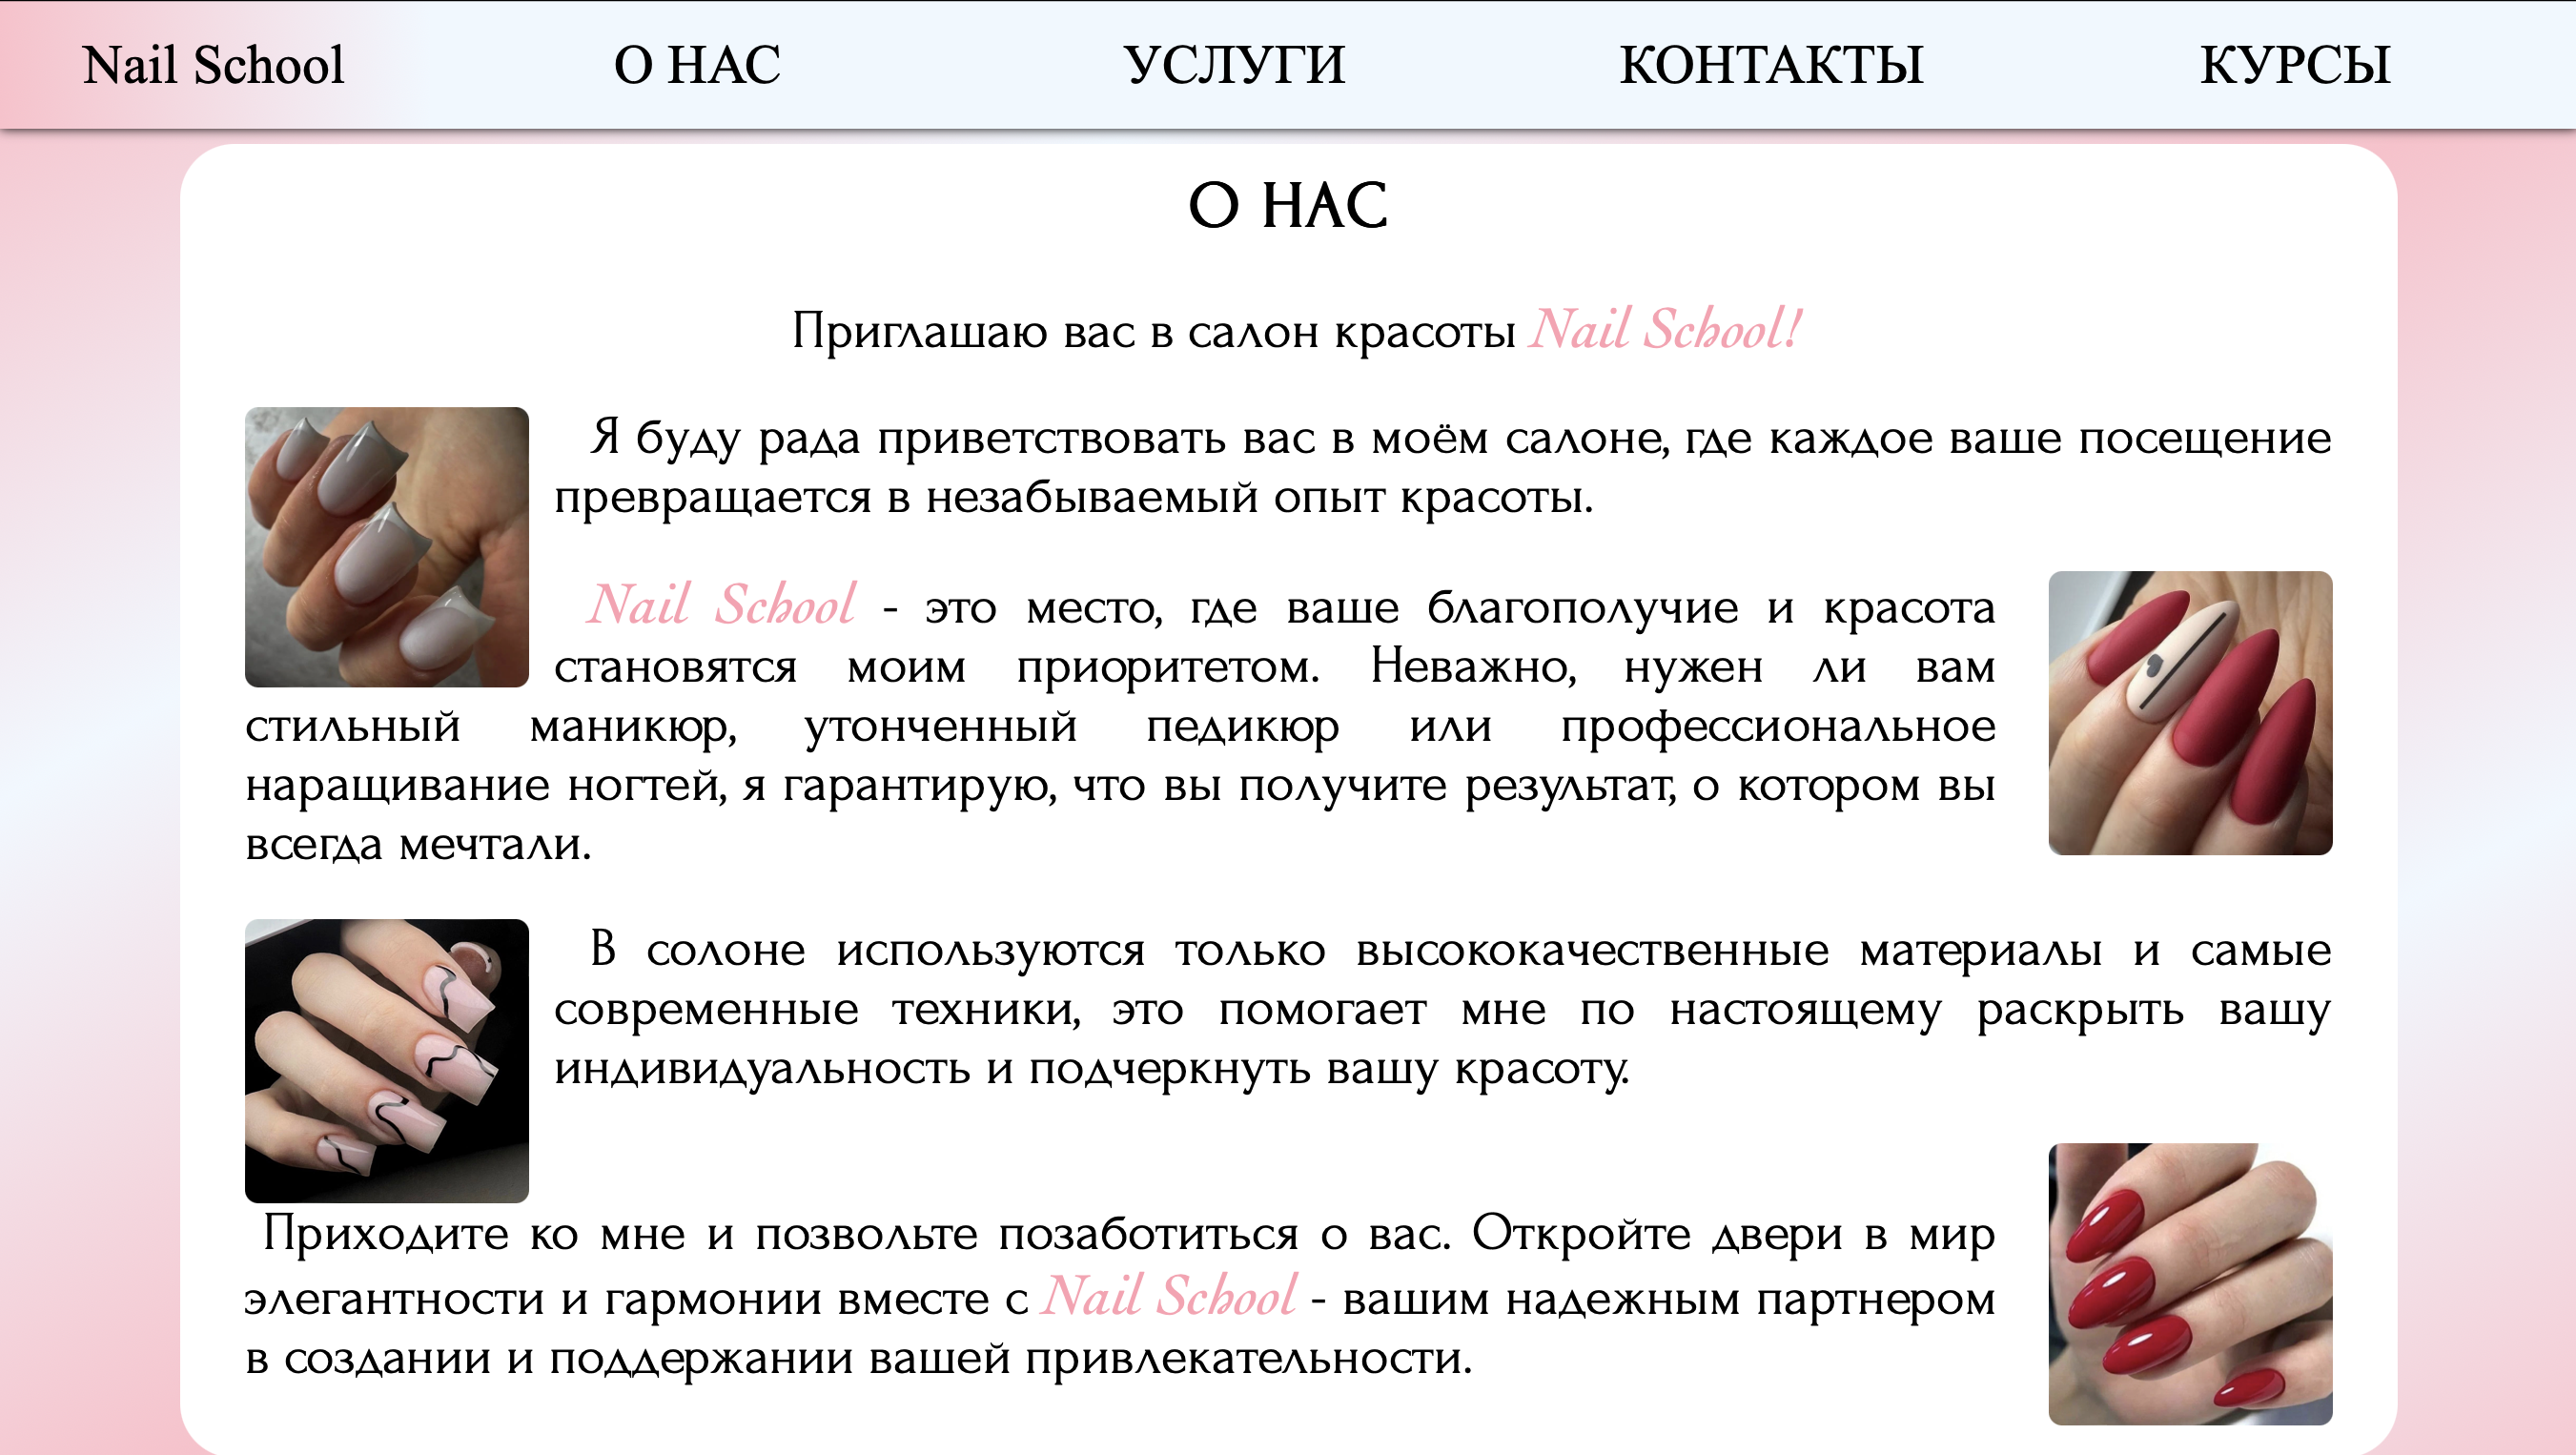 Nail School О НАС УСЛУГИ КОНТАКТЫ КУРСЫ
О НАС
Приглашаю вас в салон красоты Nail School!
Я буду рада приветствовать вас в моём салоне, где каждое ваше посещение
превращается в незабываемый опыт красоты.
Nail School - это место, где ваше благополучие и красота
становятся моим приоритетом. Неважно, нужен ли вам
стильный маникюр, утонченный педикюр или профессиональное
наращивание ногтей, я гарантирую, что вы получите результат, о котором вы
всегда мечтали.
В солоне используются только высококачественные материалы и самые
современные техники, это помогает мне по настоящему раскрыть вашу
индивидуальность и подчеркнуть вашу красоту.
Приходите ко мне и позвольте позаботиться о вас. Откройте двери в мир
элегантности и гармонии вместе с Nail School - вашим надежным партнером
в создании и поддержании вашей привлекательности.